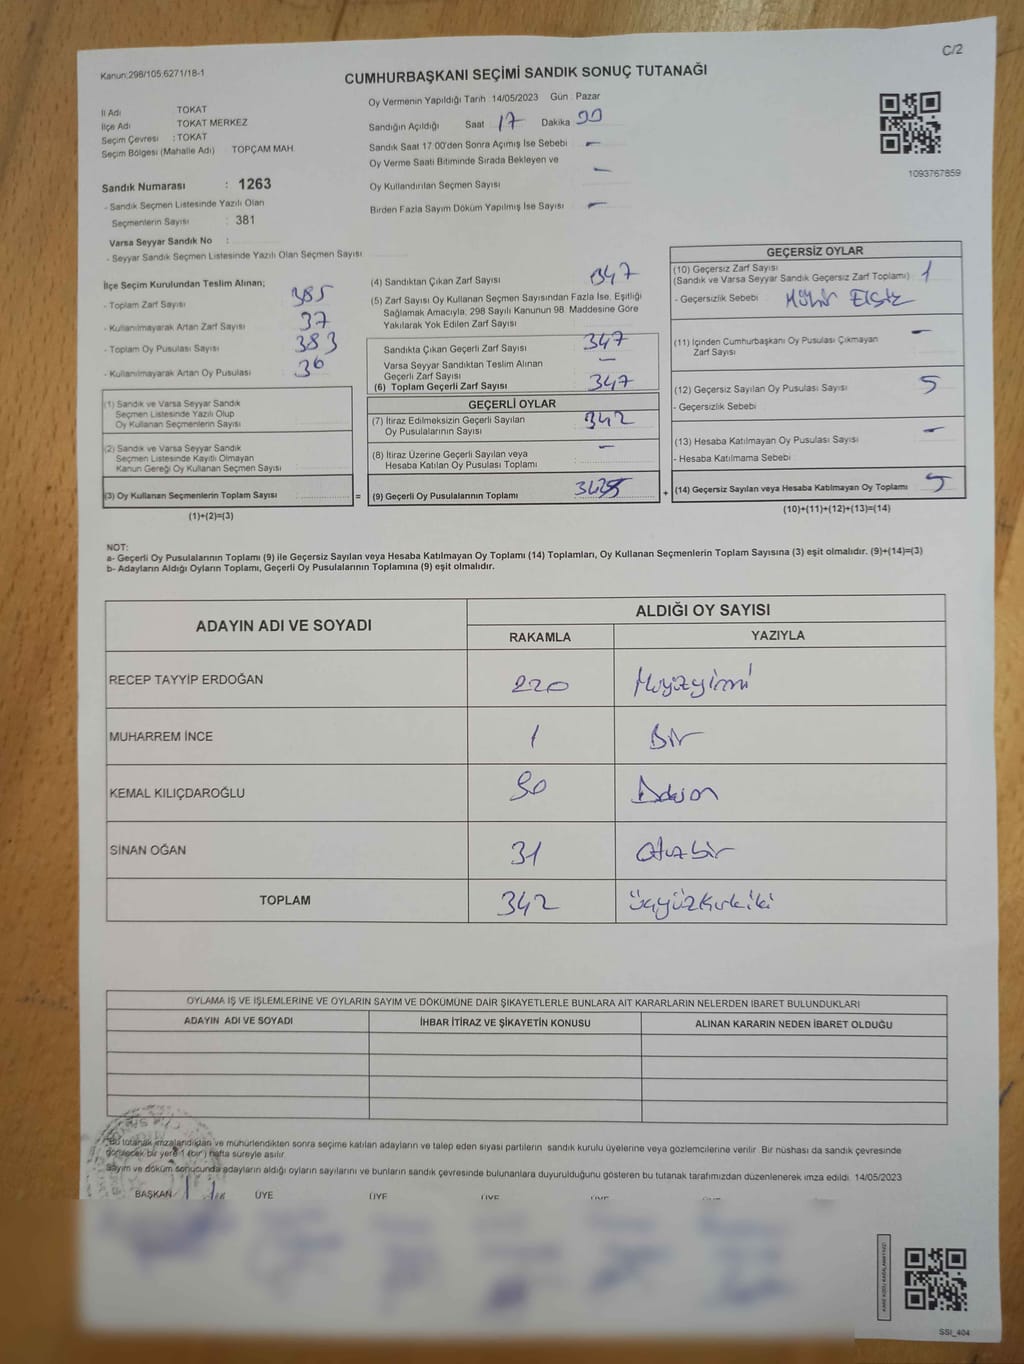 Kanun;298/105,6271/18-1
C/2
CUMHURBAŞKANI SEÇİMİ SANDIK SONUÇ TUTANAĞI
İl Adı TOKAT
İlçe Adı TOKAT MERKEZ
Seçim Çevresi : TOKAT
Seçim Bölgesi (Mahalle Adı) TOPÇAM MAH.
Oy Vermenin Yapıldığı Tarih : 14/05/2023 Gün : Pazar
Sandığın Açıldığı Saat 17 Dakika 00
Sandık Saat 17:00'den Sonra Açımış İse Sebebi : –
Oy Verme Saati Bitiminde Sırada Bekleyen ve
Oy Kullandırılan Seçmen Sayısı –
Birden Fazla Sayım Döküm Yapılmış İse Sayısı –
1093767859
Sandık Numarası : 1263
- Sandık Seçmen Listesinde Yazılı Olan
Seçmenlerin Sayısı : 381
Varsa Seyyar Sandık No :
- Seyyar Sandık Seçmen Listesinde Yazılı Olan Seçmen Sayısı
İlçe Seçim Kurulundan Teslim Alınan;
- Toplam Zarf Sayısı 385
- Kullanılmayarak Artan Zarf Sayısı 37
- Toplam Oy Pusulası Sayısı 383
- Kullanılmayarak Artan Oy Pusulası 36
(1) Sandık ve Varsa Seyyar Sandık
Seçmen Listesinde Yazılı Olup
Oy Kullanan Seçmenlerin Sayısı
(2) Sandık ve Varsa Seyyar Sandık
Seçmen Listesinde Kayıtlı Olmayan
Kanun Gereği Oy Kullanan Seçmen Sayısı
(3) Oy Kullanan Seçmenlerin Toplam Sayısı =
(1)+(2)=(3)
(4) Sandıktan Çıkan Zarf Sayısı 347
(5) Zarf Sayısı Oy Kullanan Seçmen Sayısından Fazla İse, Eşitliği
Sağlamak Amacıyla, 298 Sayılı Kanunun 98. Maddesine Göre
Yakılarak Yok Edilen Zarf Sayısı
Sandıkta Çıkan Geçerli Zarf Sayısı 347
Varsa Seyyar Sandıktan Teslim Alınan
Geçerli Zarf Sayısı –
(6) Toplam Geçerli Zarf Sayısı 347
GEÇERLİ OYLAR
(7) İtiraz Edilmeksizin Geçerli Sayılan
Oy Pusulalarının Sayısı 342
(8) İtiraz Üzerine Geçerli Sayılan veya
Hesaba Katılan Oy Pusulası Toplamı –
(9) Geçerli Oy Pusulalarının Toplamı +
GEÇERSİZ OYLAR
(10) Geçersiz Zarf Sayısı
(Sandık ve Varsa Seyyar Sandık Geçersiz Zarf Toplamı) 1
- Geçersizlik Sebebi : Mühür Eksik
(11) İçinden Cumhurbaşkanı Oy Pusulası Çıkmayan
Zarf Sayısı –
(12) Geçersiz Sayılan Oy Pusulası Sayısı 5
- Geçersizlik Sebebi :
(13) Hesaba Katılmayan Oy Pusulası Sayısı –
- Hesaba Katılmama Sebebi :
(14) Geçersiz Sayılan veya Hesaba Katılmayan Oy Toplamı 5
(10)+(11)+(12)+(13)=(14)
NOT:
a- Geçerli Oy Pusulalarının Toplamı (9) ile Geçersiz Sayılan veya Hesaba Katılmayan Oy Toplamı (14) Toplamları, Oy Kullanan Seçmenlerin Toplam Sayısına (3) eşit olmalıdır. (9)+(14)=(3)
b- Adayların Aldığı Oyların Toplamı, Geçerli Oy Pusulalarının Toplamına (9) eşit olmalıdır.
ADAYIN ADI VE SOYADI ALDIĞI OY SAYISI
RAKAMLA YAZIYLA
RECEP TAYYİP ERDOĞAN 220 İkiyüzyirmi
MUHARREM İNCE 1 Bir
KEMAL KILIÇDAROĞLU 90 Doksan
SİNAN OĞAN 31 otuzbir
TOPLAM 342 üçyüzkırkiki
OYLAMA İŞ VE İŞLEMLERİNE VE OYLARIN SAYIM VE DÖKÜMÜNE DAİR ŞİKAYETLERLE BUNLARA AİT KARARLARIN NELERDEN İBARET BULUNDUKLARI
ADAYIN ADI VE SOYADI İHBAR İTİRAZ VE ŞİKAYETİN KONUSU ALINAN KARARIN NEDEN İBARET OLDUĞU
Bu tutanak imzalandıktan ve mühürlendikten sonra seçime katılan adayların ve talep eden siyasi partilerin sandık kurulu üyelerine veya gözlemcilerine verilir. Bir nüshası da sandık çevresinde
görülecek bir yere 1 (bir) hafta süreyle asılır.
Sayım ve döküm sonucunda adayların aldığı oyların sayılarını ve bunların sandık çevresinde bulunanlara duyurulduğunu gösteren bu tutanak tarafımızdan düzenlenerek imza edildi. 14/05/2023
BAŞKAN ÜYE ÜYE ÜYE ÜYE
SSİ_404